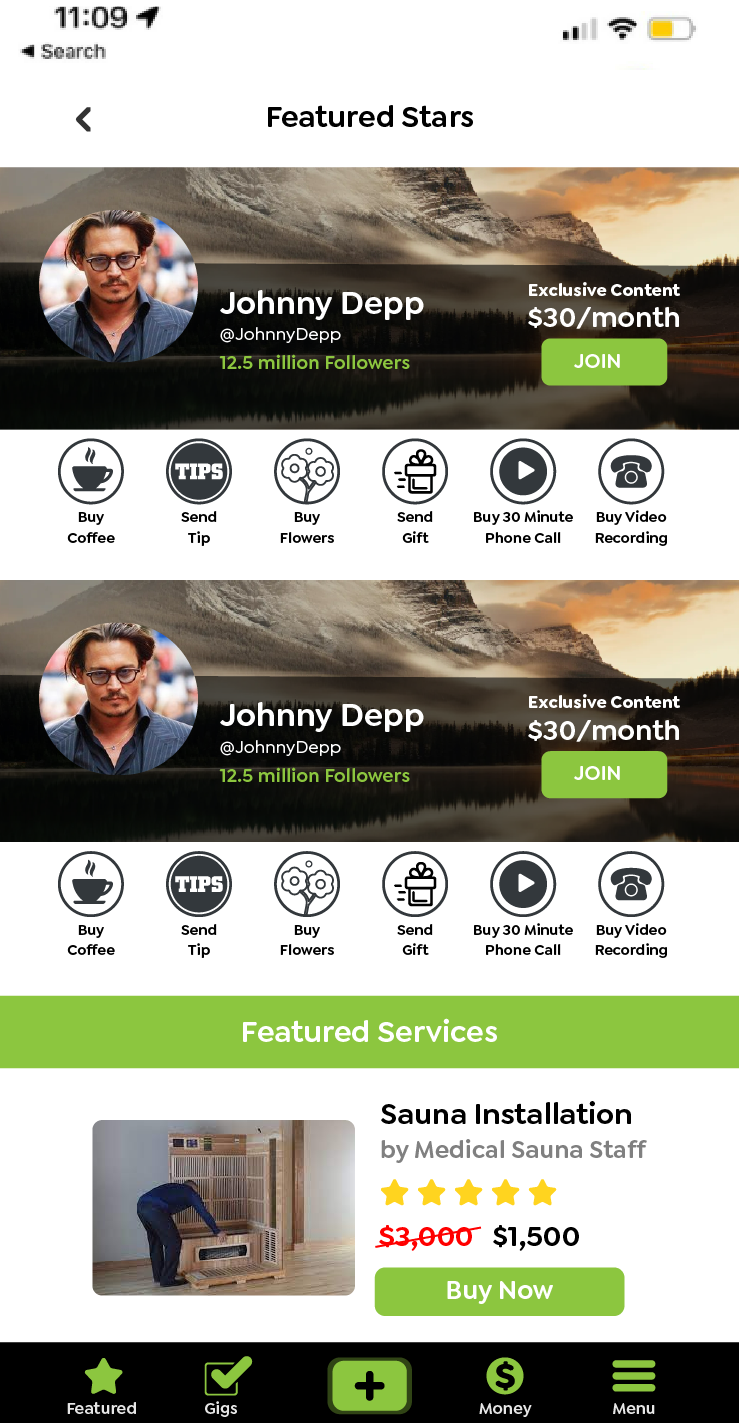 11:09
Search
Featured Stars
Johnny Depp
@JohnnyDepp
12.5 million Followers
Exclusive Content
$30/month
JOIN
TIPS
Buy
Coffee
Send
Tip
Buy
Flowers
Send
Gift
Buy 30 Minute
Phone Call
Buy Video
Recording
Johnny Depp
@JohnnyDepp
12.5 million Followers
Exclusive Content
$30/month
JOIN
TIPS
Buy
Coffee
Send
Tip
Buy
Flowers
Send
Gift
Buy 30 Minute
Phone Call
Buy Video
Recording
Featured Services
Sauna Installation
by Medical Sauna Staff
$3,000 $1,500
Buy Now
Featured
Gigs
$
Money
Menu